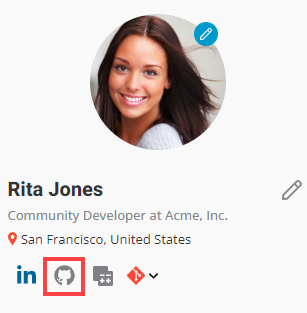 Rita Jones
Community Developer at Acme, Inc.
San Francisco, United States
in